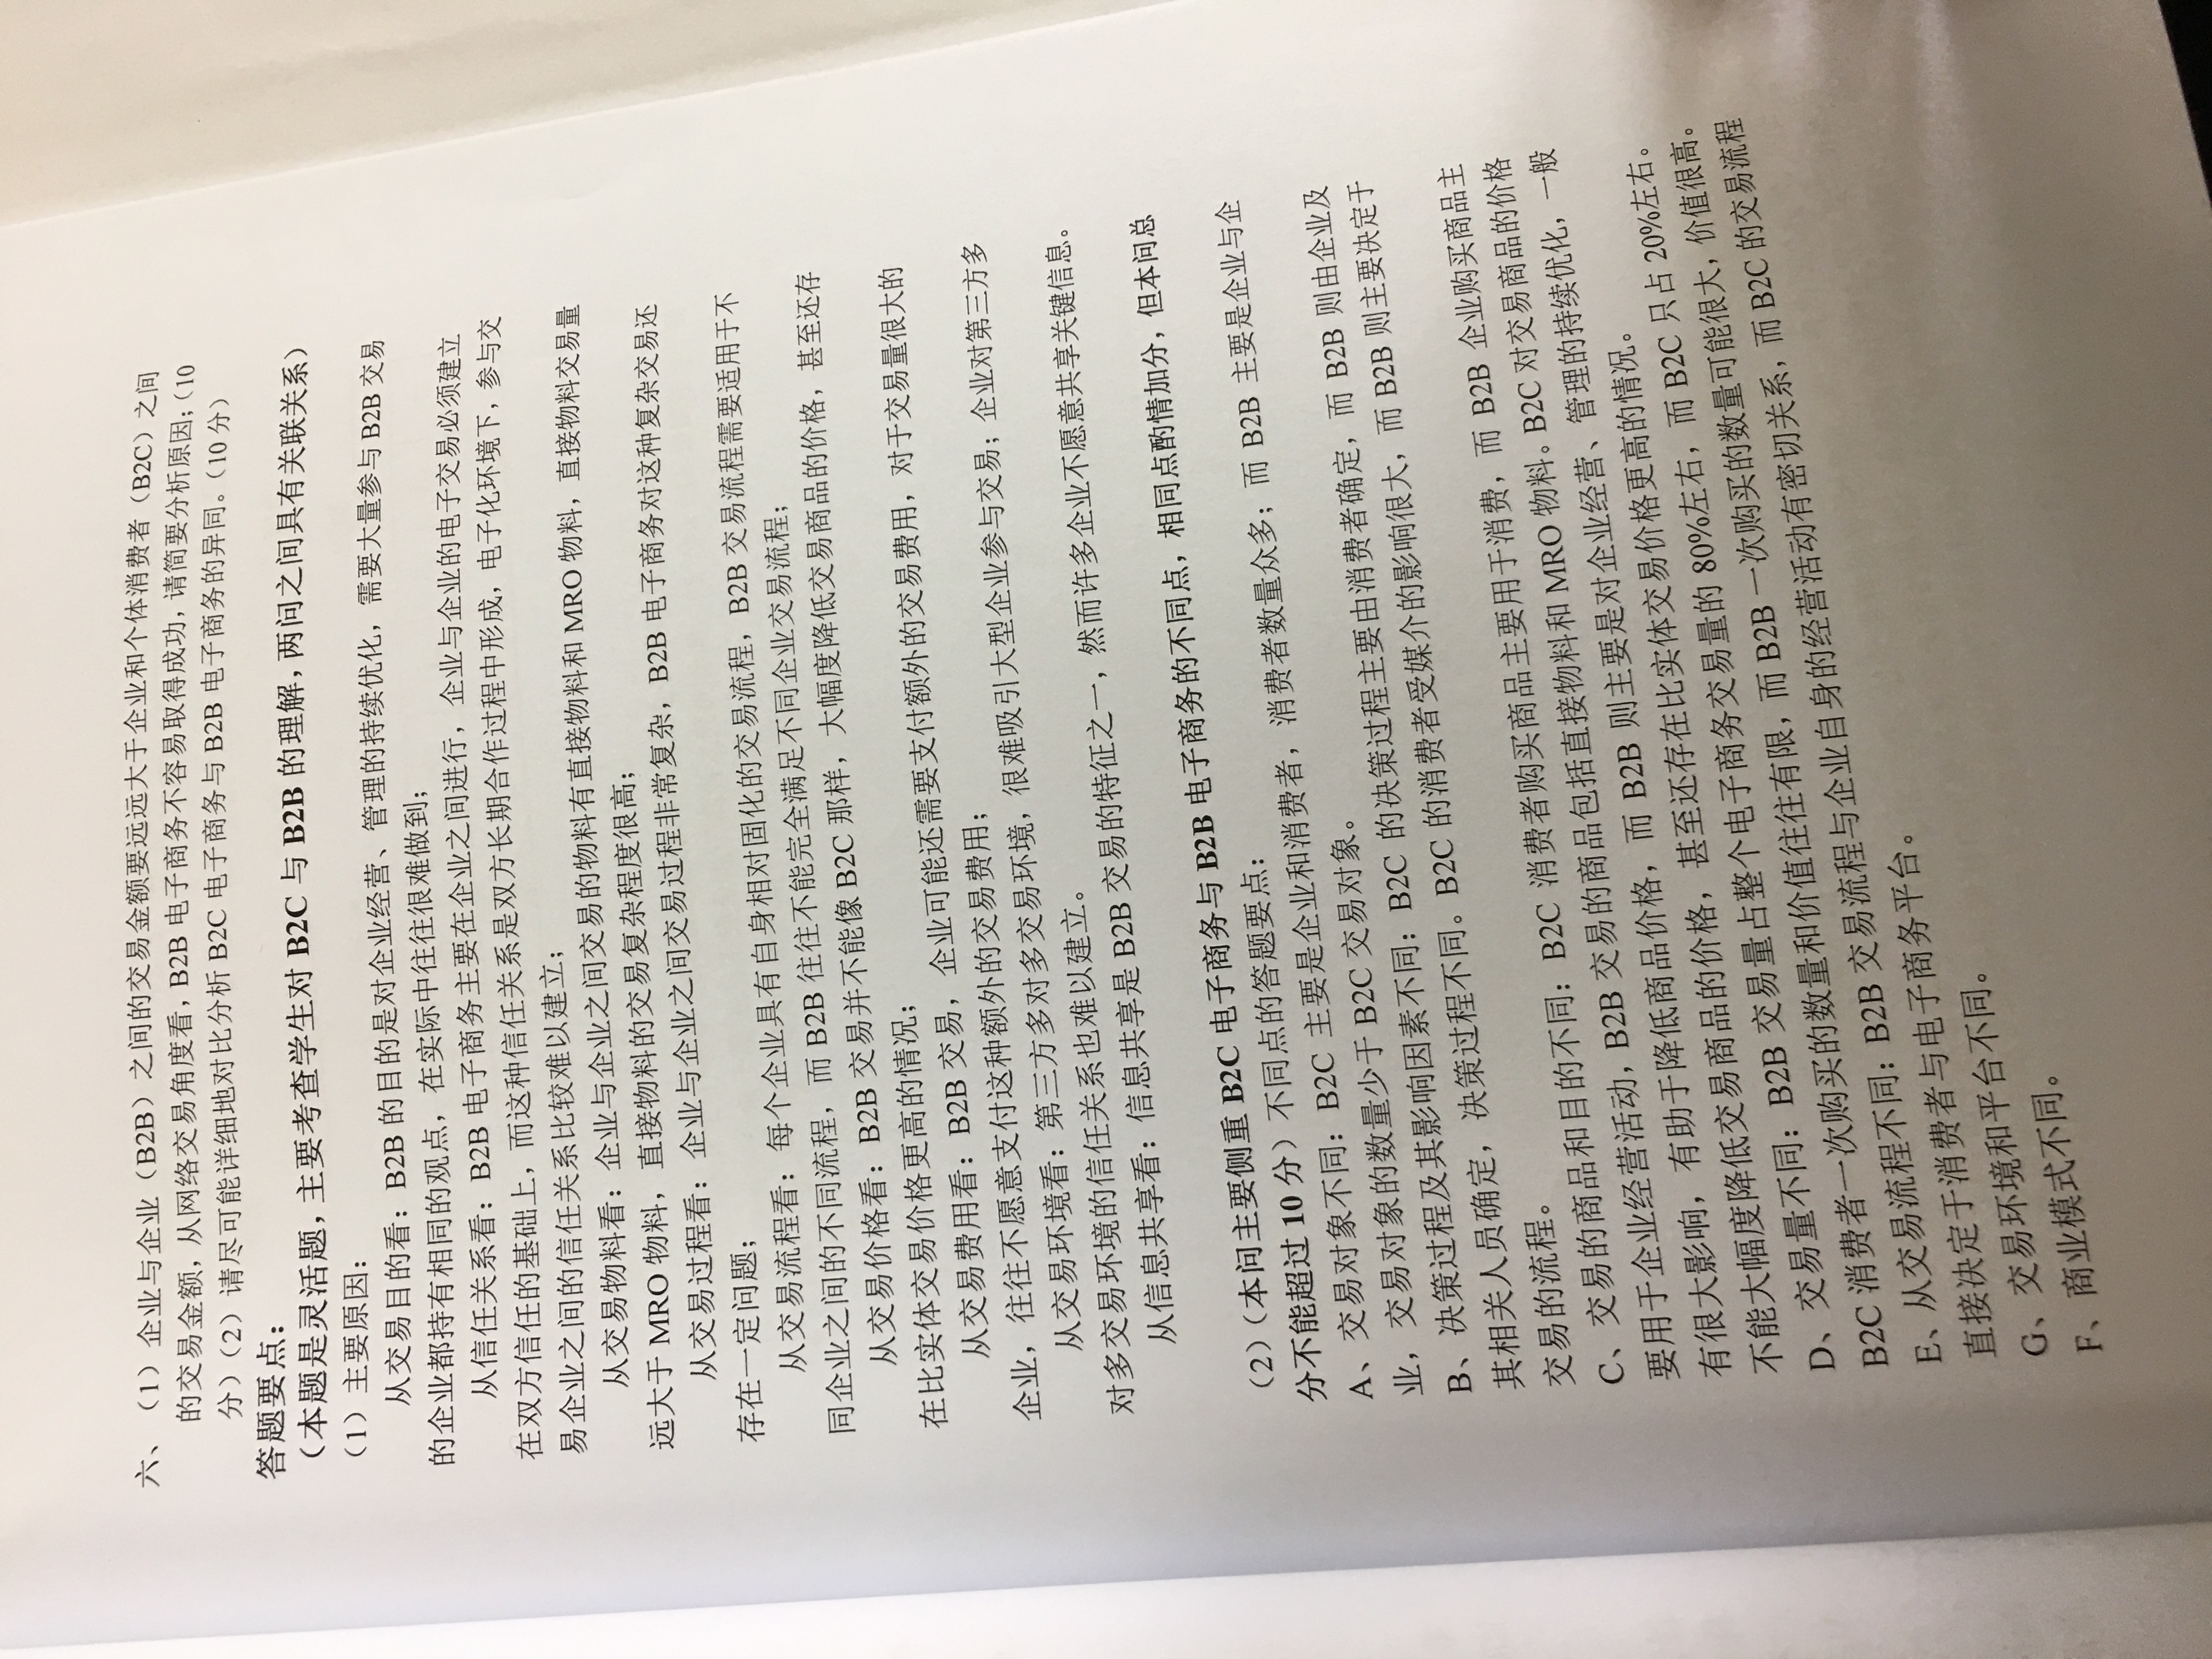 六、（1）企业与企业（B2B）之间的交易金额要远远大于企业和个体消费者（B2C）之间
的交易金额，从网络交易角度看，B2B 电子商务不容易取得成功，请简要分析原因；（10
分）（2）请尽可能详细地对比分析 B2C 电子商务与 B2B 电子商务的异同。（10 分）
答题要点：
（本题是灵活题，主要考查学生对 B2C 与 B2B 的理解，两问之间具有关联关系）
（1）主要原因：
从交易目的看：B2B 的目的是对企业经营、管理的持续优化，需要大量参与 B2B 交易
的企业都持有相同的观点，在实际中往往很难做到；
从信任关系看：B2B 电子商务主要在企业之间进行，企业与企业的电子交易必须建立
在双方信任的基础上，而这种信任关系是双方长期合作过程中形成，电子化环境下，参与交
易企业之间的信任关系比较难以建立；
从交易物料看：企业与企业之间交易的物料有直接物料和 MRO 物料，直接物料交易量
远大于 MRO 物料，直接物料的交易复杂程度很高；
从交易过程看：企业与企业之间交易过程非常复杂，B2B 电子商务对这种复杂交易还
存在一定问题；
从交易流程看：每个企业具有自身相对固化的交易流程，B2B 交易流程需要适用于不
同企业之间的不同流程，而 B2B 往往不能完全满足不同企业交易流程；
从交易价格看：B2B 交易并不能像 B2C 那样，大幅度降低交易商品的价格，甚至还存
在比实体交易价格更高的情况；
从交易费用看：B2B 交易，企业可能还需要支付额外的交易费用，对于交易量很大的
企业，往往不愿意支付这种额外的交易费用；
从交易环境看：第三方多对多交易环境，很难吸引大型企业参与交易；企业对第三方多
对多交易环境的信任关系也难以建立。
从信息共享看：信息共享是 B2B 交易的特征之一，然而许多企业不愿意共享关键信息。
（2）（本问主要侧重 B2C 电子商务与 B2B 电子商务的不同点，相同点酌情加分，但本问总
分不能超过 10 分）不同点的答题要点：
A、交易对象不同：B2C 主要是企业和消费者，消费者数量众多；而 B2B 主要是企业与企
业，交易对象的数量少于 B2C 交易对象。
B、决策过程及其影响因素不同：B2C 的决策过程主要由消费者确定，而 B2B 则由企业及
其相关人员确定，决策过程不同。B2C 的消费者受媒介的影响很大，而 B2B 则主要决定于
交易的流程。
C、交易的商品和目的不同：B2C 消费者购买商品主要用于消费，而 B2B 企业购买商品主
要用于企业经营活动，B2B 交易的商品包括直接物料和 MRO 物料。B2C 对交易商品的价格
有很大影响，有助于降低商品价格，而 B2B 则主要是对企业经营、管理的持续优化，一般
不能大幅度降低交易商品的价格，甚至还存在比实体交易价格更高的情况。
D、交易量不同：B2B 交易量占整个电子商务交易量的 80%左右，而 B2C 只占 20%左右。
B2C 消费者一次购买的数量和价值往往有限，而 B2B 一次购买的数量可能很大，价值很高。
E、从交易流程不同：B2B 交易流程与企业自身的经营活动有密切关系，而 B2C 的交易流程
直接决定于消费者与电子商务平台。
G、交易环境和平台不同。
F、商业模式不同。